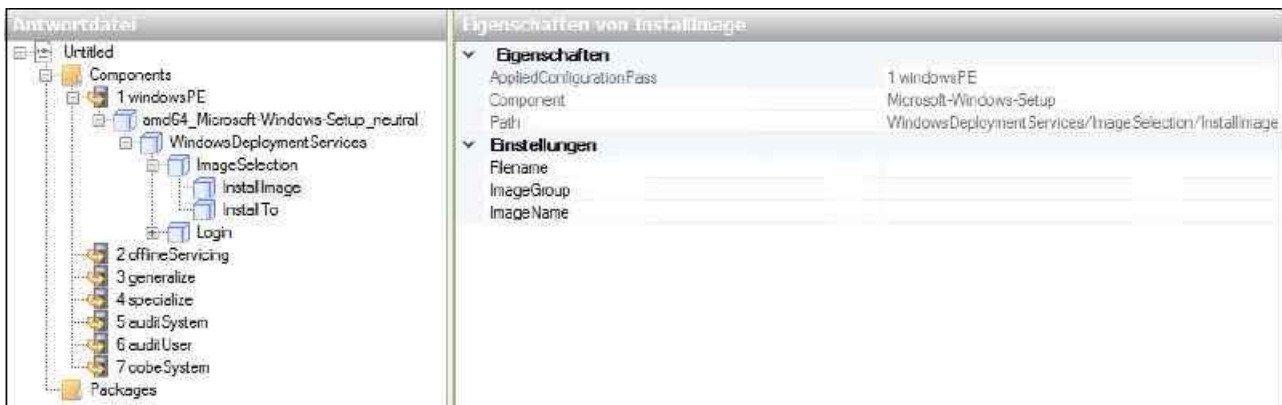 Antwortdatei
Untitled
Components
1 windowsPE
amd64_Microsoft-Windows-Setup_neutral
WindowsDeploymentServices
ImageSelection
InstallImage
InstallTo
Login
2 offlineServicing
3 generalize
4 specialize
5 auditSystem
6 auditUser
7 oobeSystem
Packages
Eigenschaften von InstallImage
Eigenschaften
AppliedConfigurationPass 1 windowsPE
Component Microsoft-Windows-Setup
Path WindowsDeploymentServices/ImageSelection/InstallImage
Einstellungen
Filename
ImageGroup
ImageName